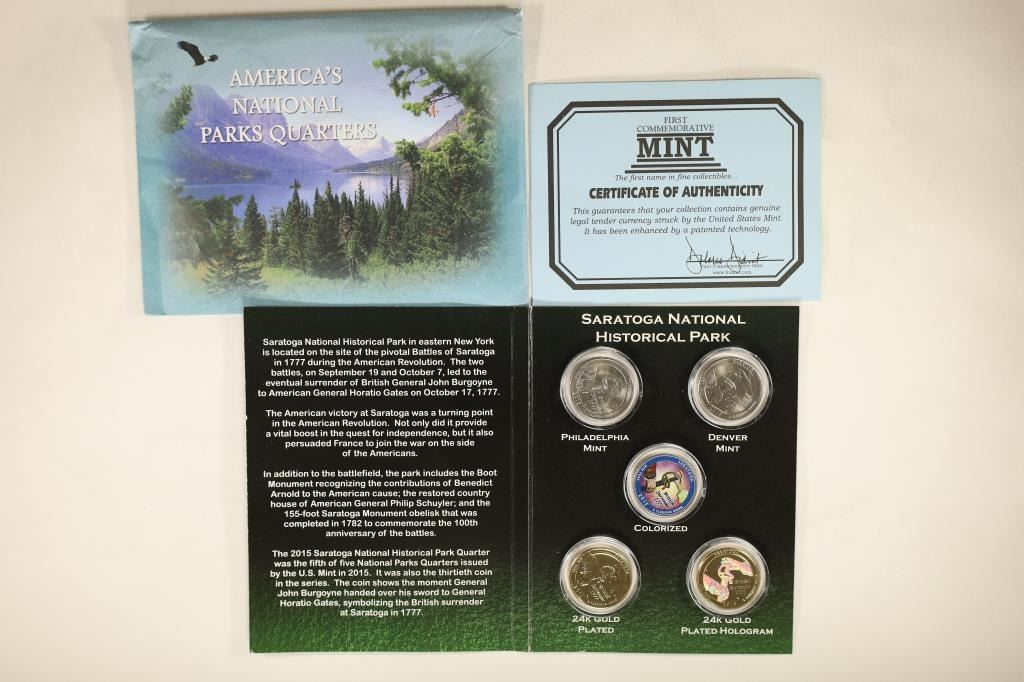 AMERICA'S
NATIONAL
PARKS QUARTERS
FIRST
COMMEMORATIVE
MINT
The first name in fine collectibles...
CERTIFICATE OF AUTHENTICITY
This guarantees that your collection contains genuine
legal tender currency struck by the United States Mint.
It has been enhanced by a patented technology.
First Commemorative Mint
Saratoga National Historical Park in eastern New York
is located on the site of the pivotal Battles of Saratoga
in 1777 during the American Revolution. The two
battles, on September 19 and October 7, led to the
eventual surrender of British General John Burgoyne
to American General Horatio Gates on October 17, 1777.
The American victory at Saratoga was a turning point
in the American Revolution. Not only did it provide
a vital boost in the quest for independence, but it also
persuaded France to join the war on the side
of the Americans.
In addition to the battlefield, the park includes the Boot
Monument recognizing the contributions of Benedict
Arnold to the American cause; the restored country
house of American General Philip Schuyler; and the
155-foot Saratoga Monument obelisk that was
completed in 1782 to commemorate the 100th
anniversary of the battles.
The 2015 Saratoga National Historical Park Quarter
was the fifth of five National Parks Quarters issued
by the U.S. Mint in 2015. It was also the thirtieth coin
in the series. The coin shows the moment General
John Burgoyne handed over his sword to General
Horatio Gates, symbolizing the British surrender
at Saratoga in 1777.
Saratoga National
Historical Park
Philadelphia
Mint
Denver
Mint
Colorized
24k Gold
Plated
24k Gold
Plated Hologram